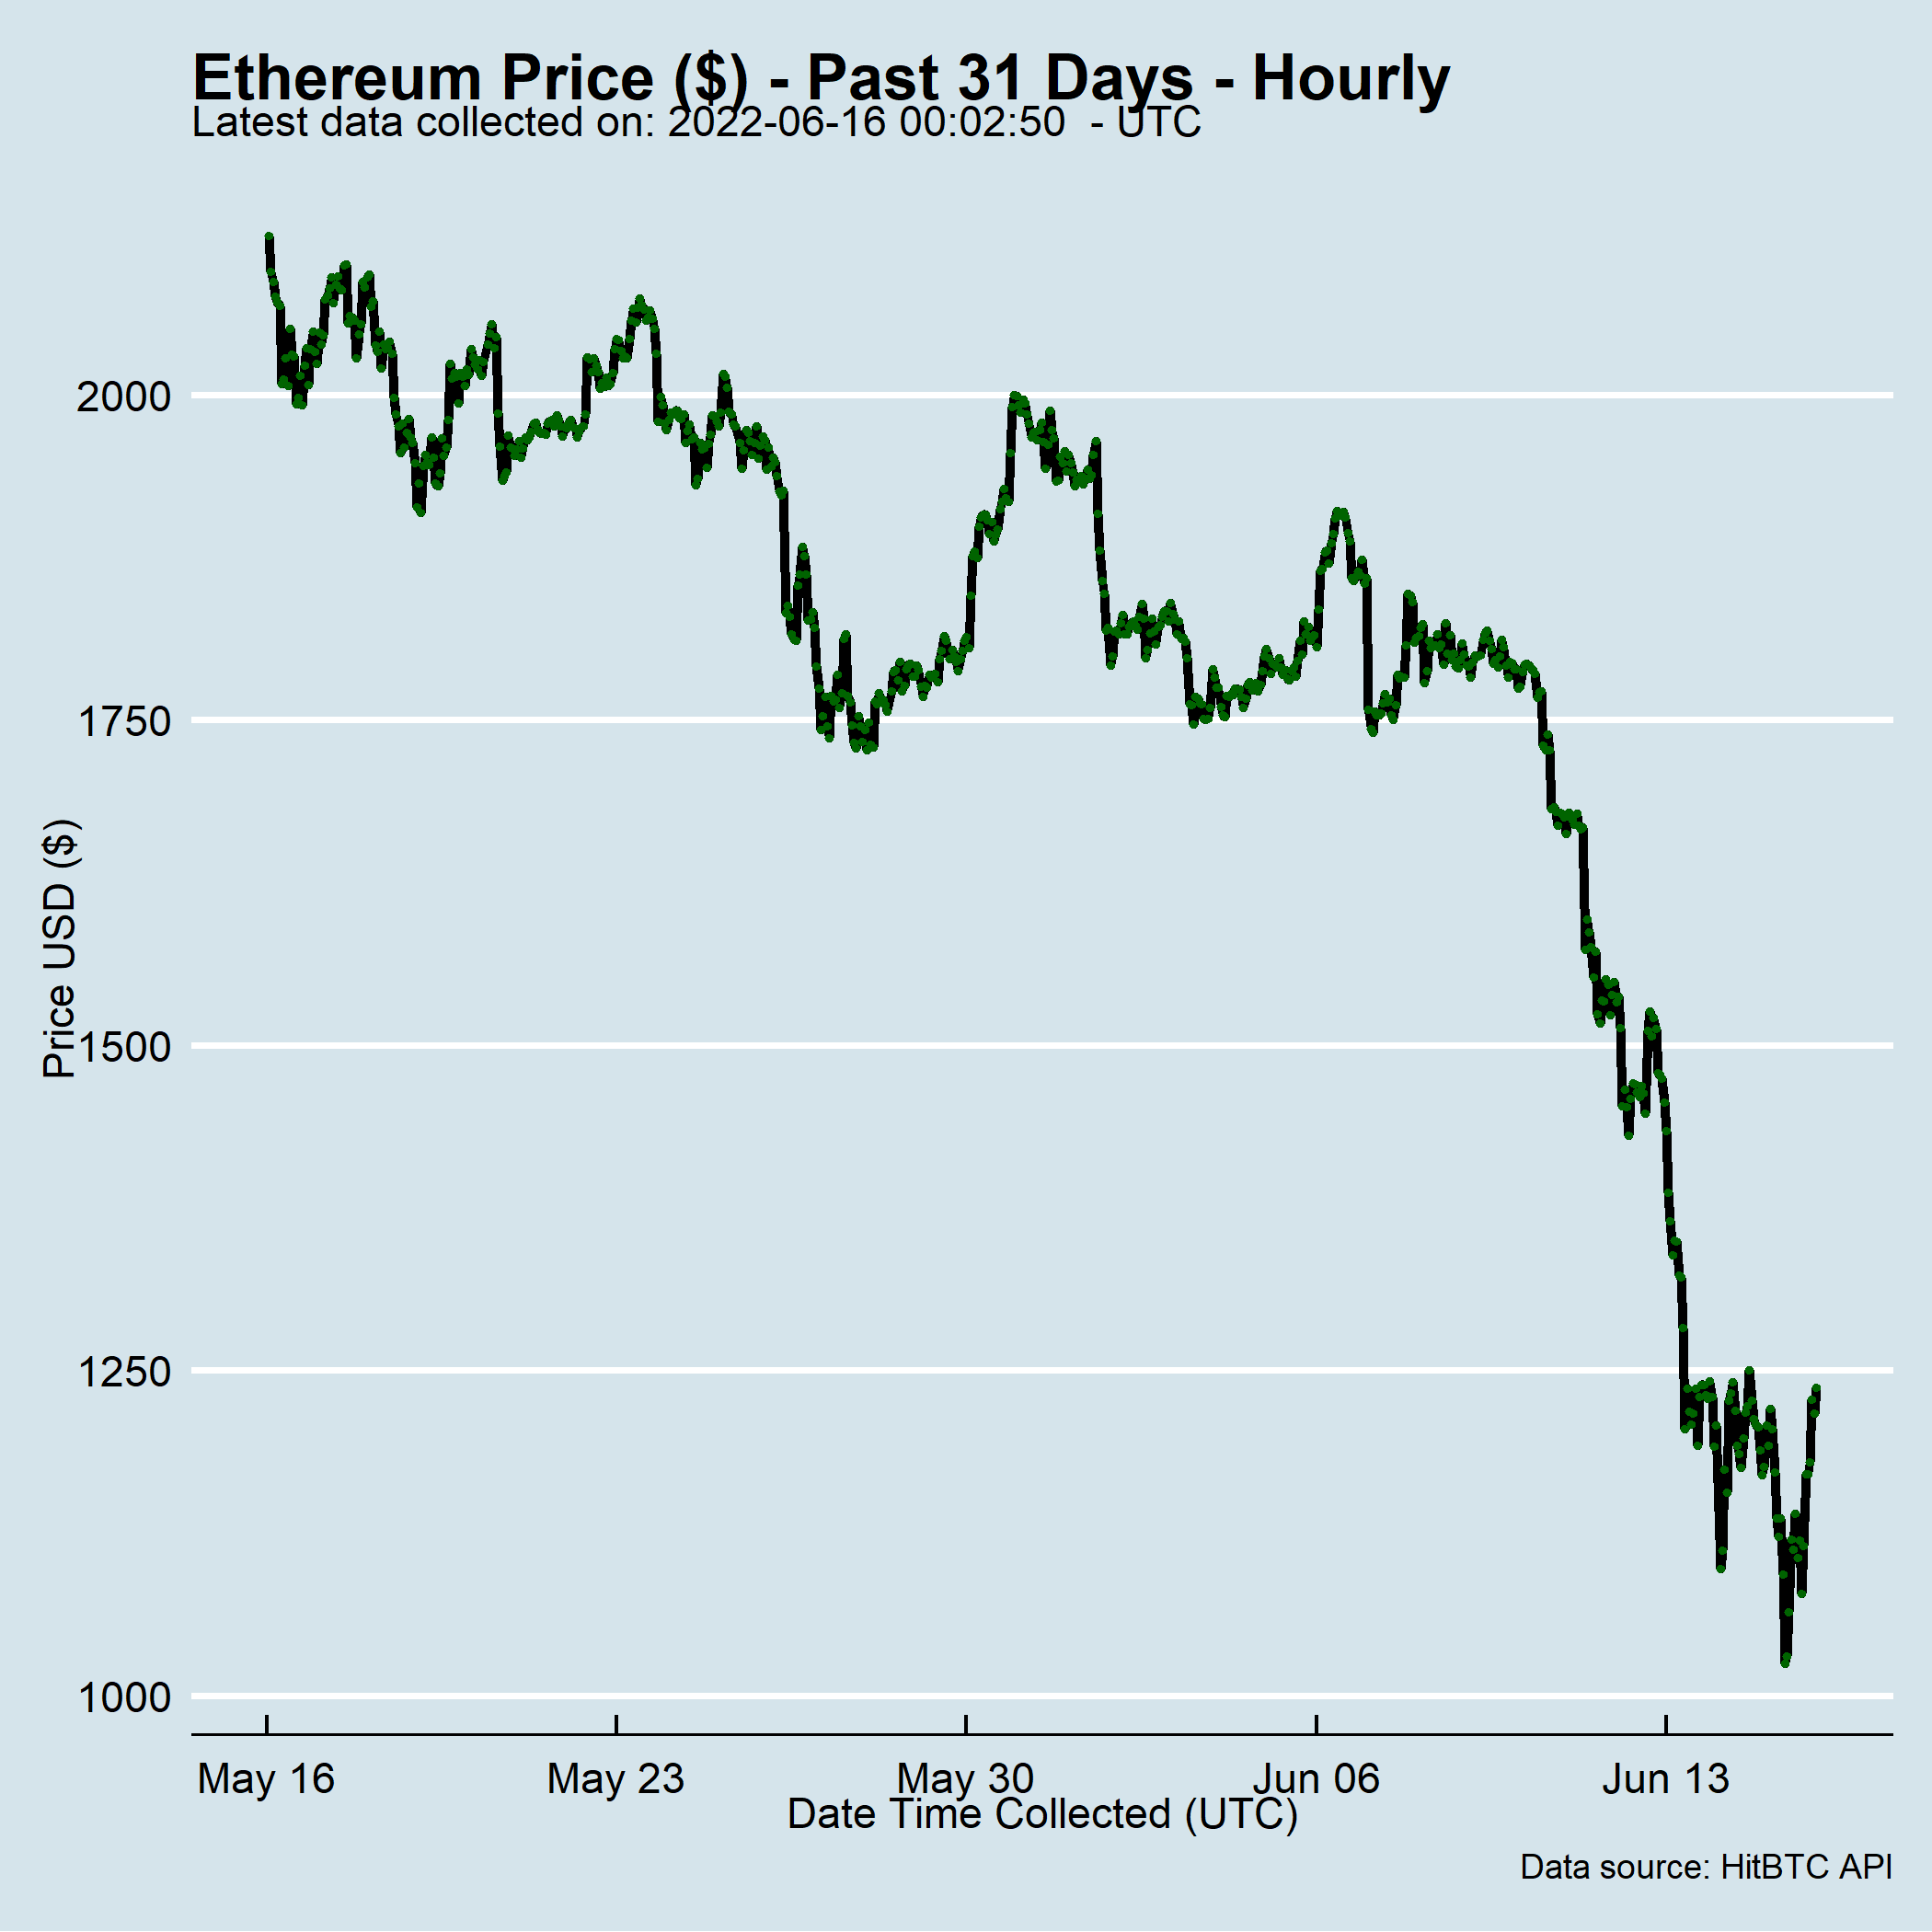 Ethereum Price ($) - Past 31 Days - Hourly
Latest data collected on: 2022-06-16 00:02:50  - UTC
Price USD ($)
2000
1750
1500
1250
1000
May 16
May 23
May 30
Jun 06
Jun 13
Date Time Collected (UTC)
Data source: HitBTC API